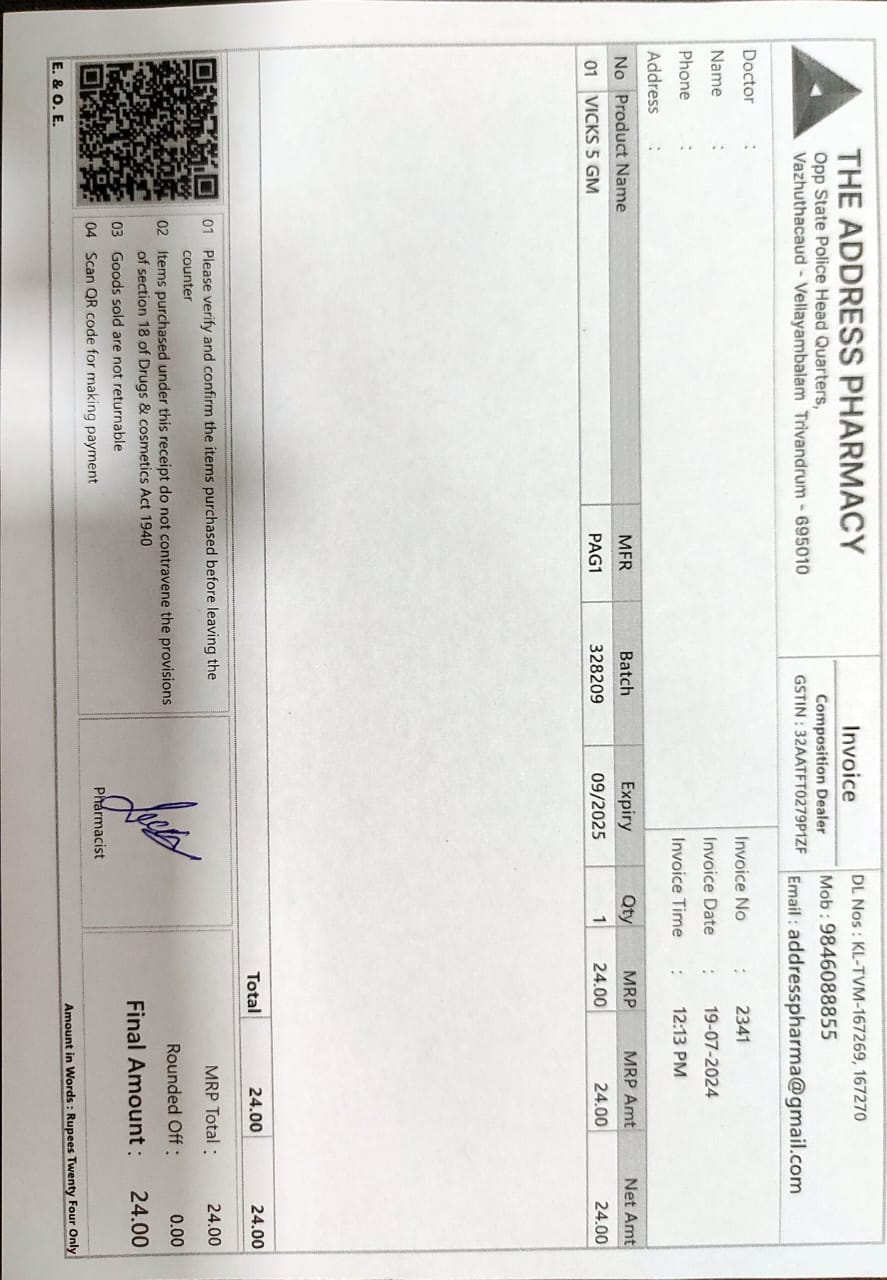 THE ADDRESS PHARMACY
Opp State Police Head Quarters,
Vazhuthacaud - Vellayambalam Trivandrum - 695010
Invoice
Composition Dealer
GSTIN : 32AATFT0279P1ZF
DL Nos : KL-TVM-167269, 167270
Mob : 9846088855
Email : addresspharma@gmail.com
Doctor :
Name :
Phone :
Address :
Invoice No : 2341
Invoice Date : 19-07-2024
Invoice Time : 12:13 PM
No Product Name MFR Batch Expiry Qty MRP MRP Amt Net Amt
01 VICKS 5 GM PAG1 328209 09/2025 1 24.00 24.00 24.00
Total 24.00 24.00
01 Please verify and confirm the items purchased before leaving the
counter
02 Items purchased under this receipt do not contravene the provisions
of section 18 of Drugs & cosmetics Act 1940
03 Goods sold are not returnable
04 Scan QR code for making payment
Pharmacist
MRP Total : 24.00
Rounded Off : 0.00
Final Amount : 24.00
E. & O. E.
Amount in Words : Rupees Twenty Four Only